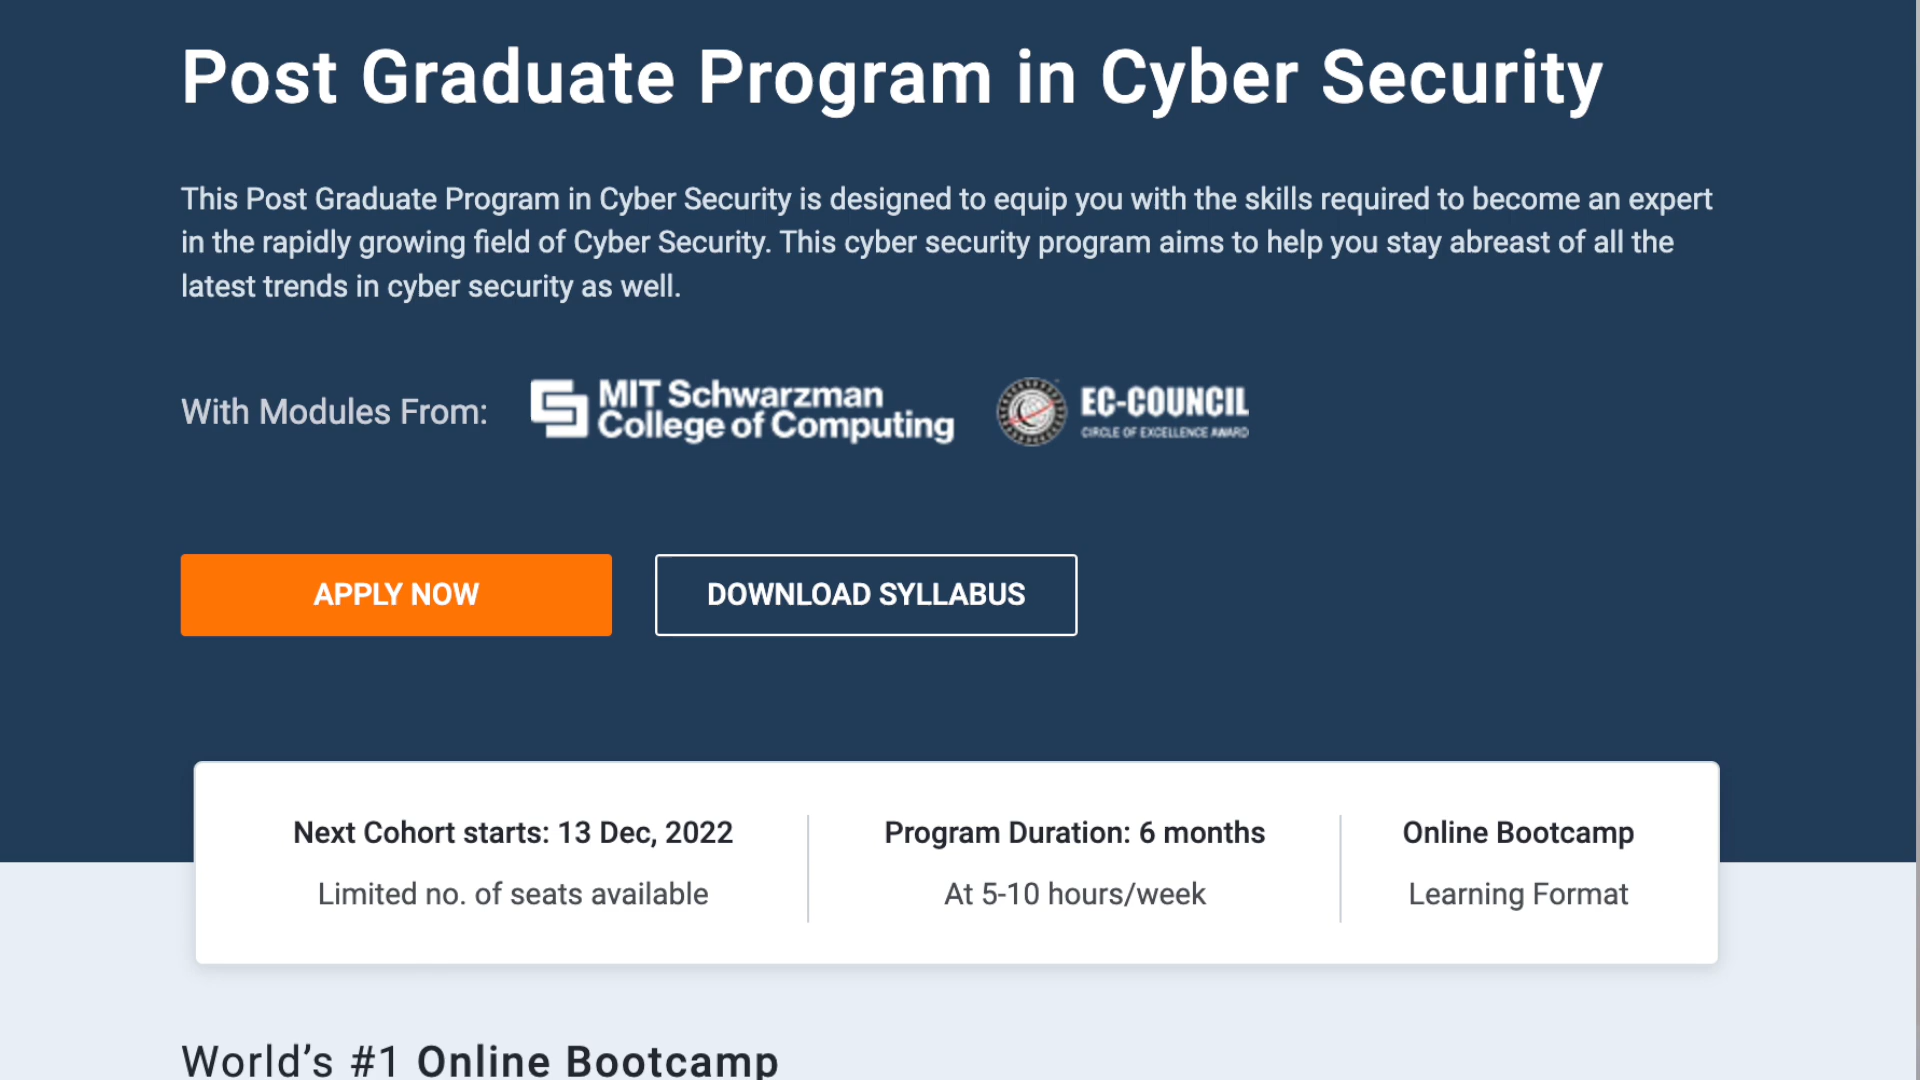 Post Graduate Program in Cyber Security
This Post Graduate Program in Cyber Security is designed to equip you with the skills required to become an expert
in the rapidly growing field of Cyber Security. This cyber security program aims to help you stay abreast of all the
latest trends in cyber security as well.
With Modules From:
MIT Schwarzman
College of Computing
EC-COUNCIL
CIRCLE OF EXCELLENCE AWARD
APPLY NOW
DOWNLOAD SYLLABUS
Next Cohort starts: 13 Dec, 2022
Limited no. of seats available
Program Duration: 6 months
At 5-10 hours/week
Online Bootcamp
Learning Format
World’s #1 Online Bootcamp